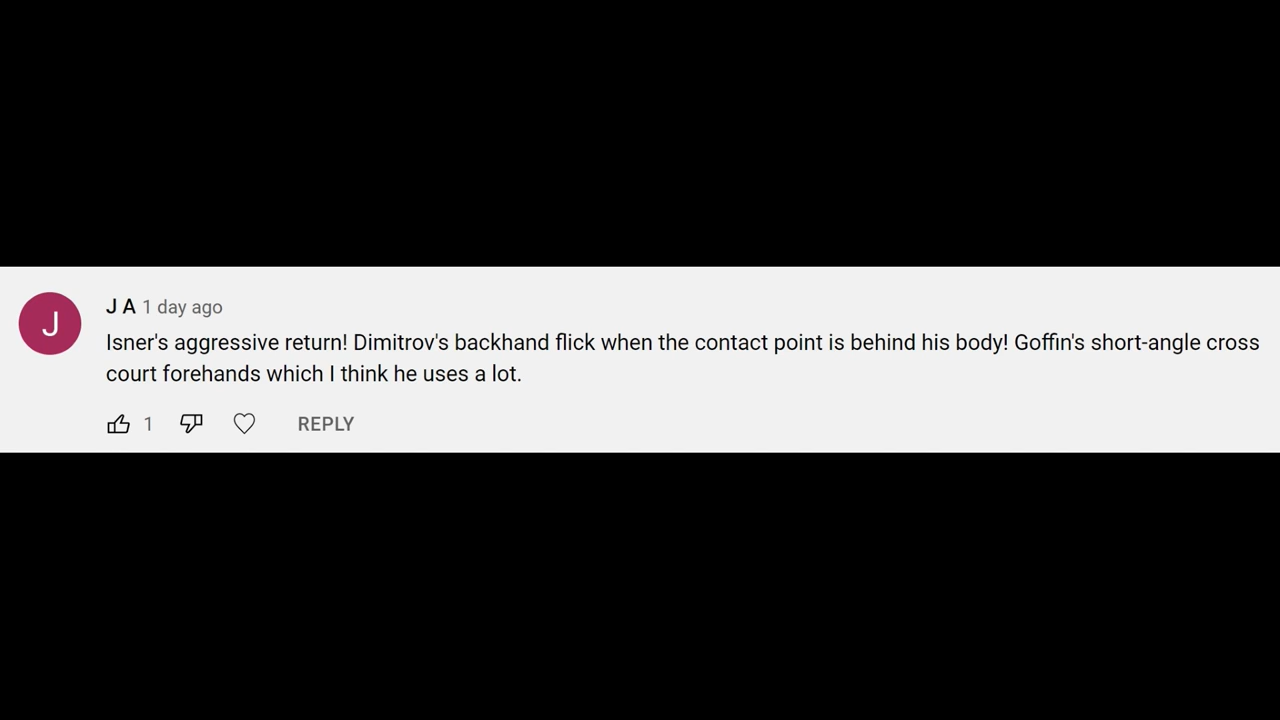 J
J A 1 day ago
Isner's aggressive return! Dimitrov's backhand flick when the contact point is behind his body! Goffin's short-angle cross
court forehands which I think he uses a lot.
1 REPLY